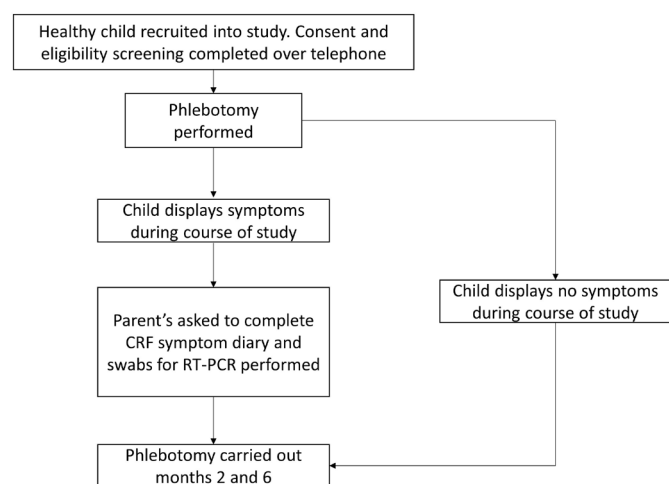 Healthy child recruited into study. Consent and
eligibility screening completed over telephone
Phlebotomy
performed
Child displays symptoms
during course of study
Child displays no symptoms
during course of study
Parent's asked to complete
CRF symptom diary and
swabs for RT-PCR performed
Phlebotomy carried out
months 2 and 6